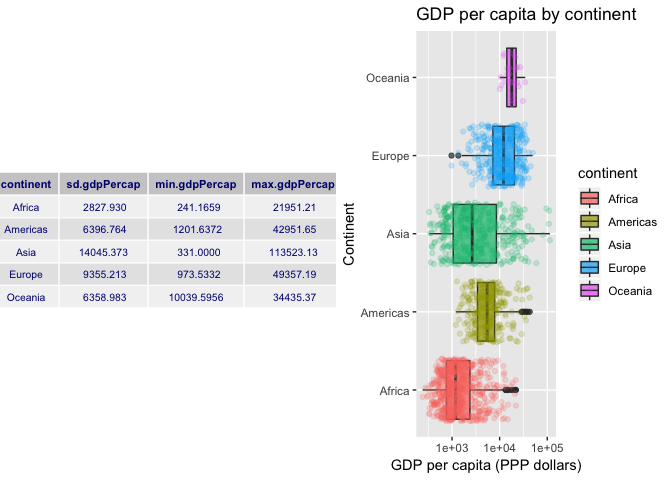 continent sd.gdpPercap min.gdpPercap max.gdpPercap
Africa 2827.930 241.1659 21951.21
Americas 6396.764 1201.6372 42951.65
Asia 14045.373 331.0000 113523.13
Europe 9355.213 973.5332 49357.19
Oceania 6358.983 10039.5956 34435.37
GDP per capita by continent
Continent
Oceania
Europe
Asia
Americas
Africa
1e+03 1e+04 1e+05
GDP per capita (PPP dollars)
continent
Africa
Americas
Asia
Europe
Oceania